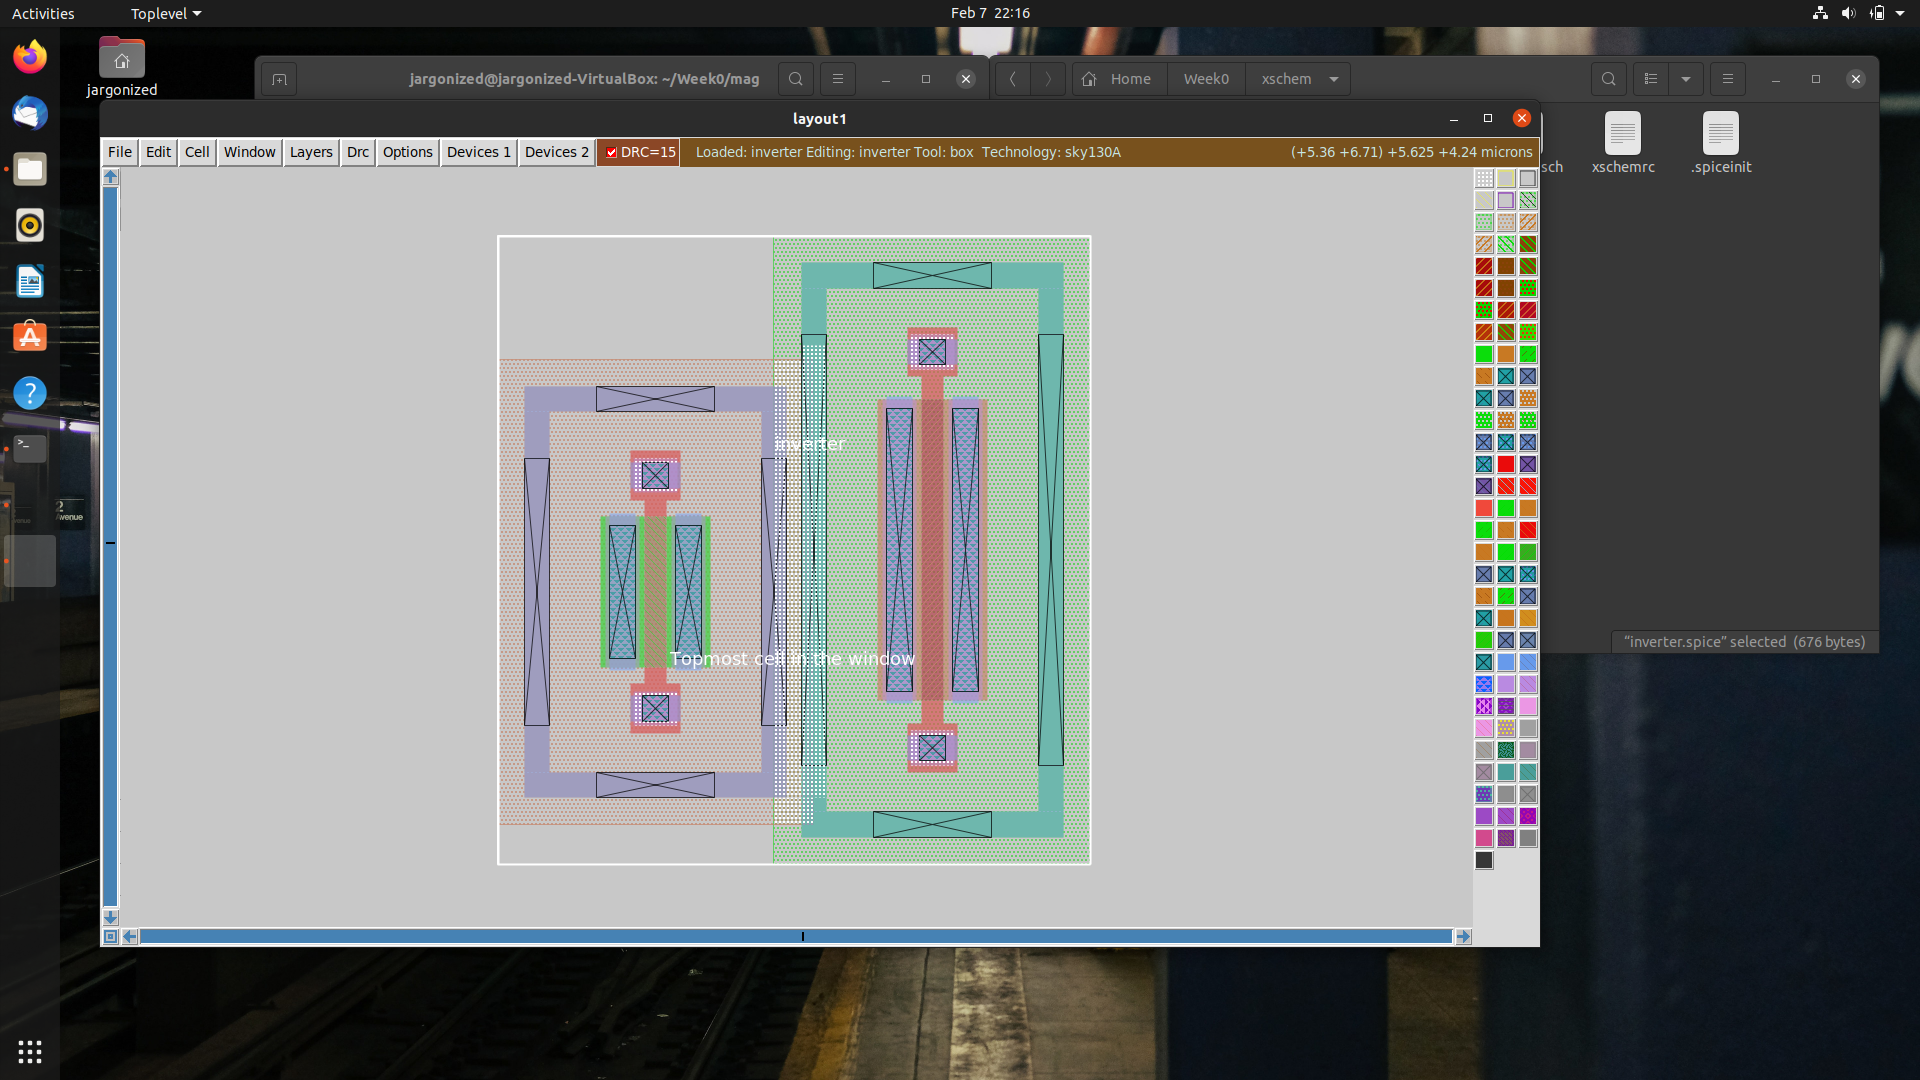 Activities
Toplevel
Feb 7 22:16
jargonized
jargonized@jargonized-VirtualBox: ~/Week0/mag
Home
Week0
xschem
layout1
File
Edit
Cell
Window
Layers
Drc
Options
Devices 1
Devices 2
DRC=15
Loaded: inverter Editing: inverter Tool: box Technology: sky130A
(+5.36 +6.71) +5.625 +4.24 microns
sch
xschemrc
.spiceinit
inverter
Topmost cell in the window
2
Avenue
"inverter.spice" selected (676 bytes)